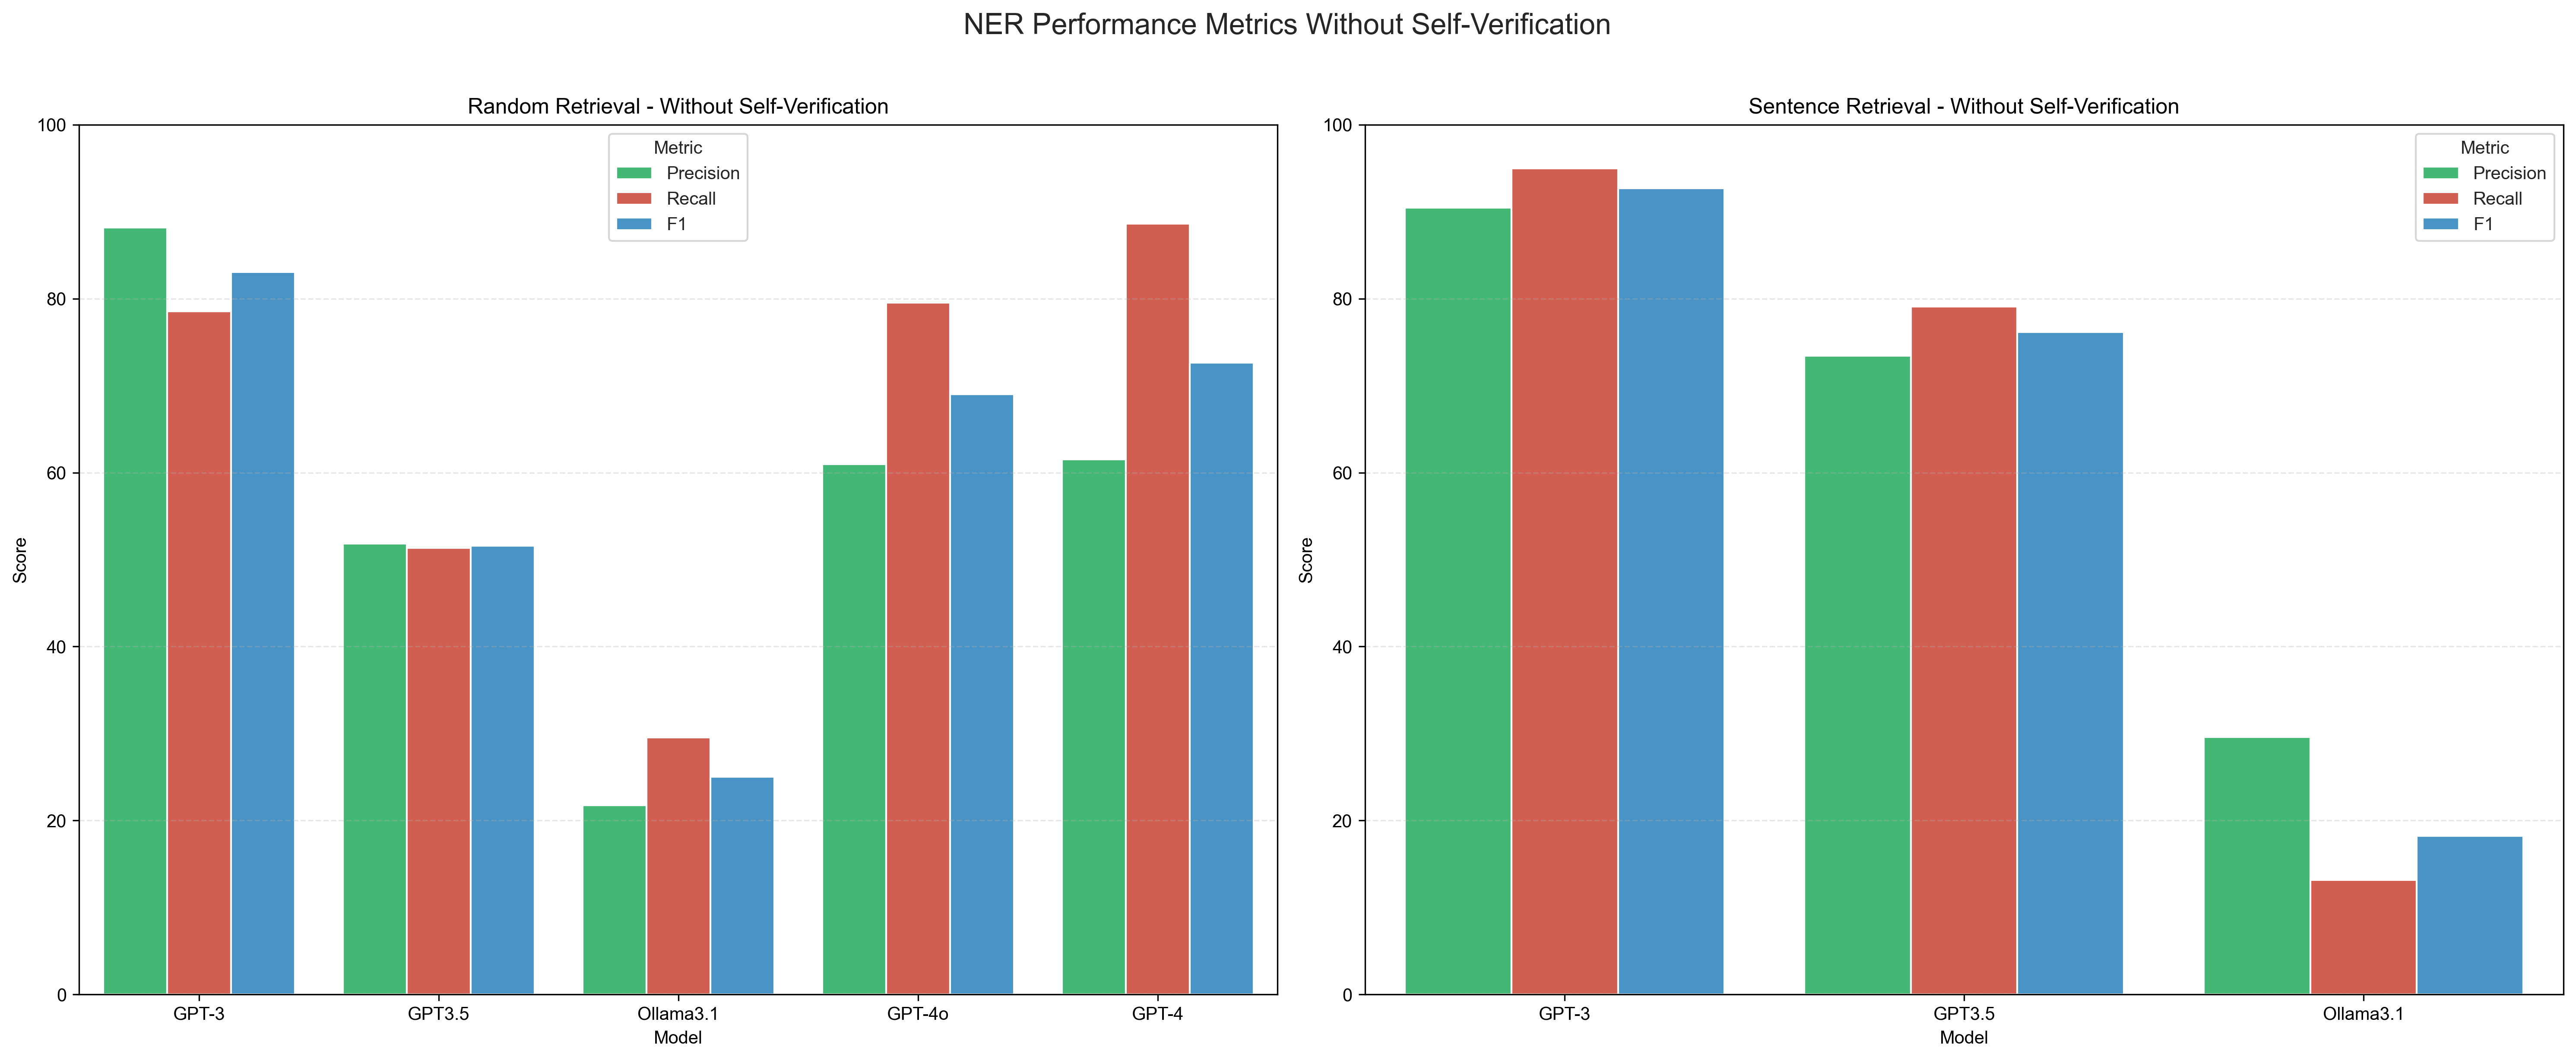 NER Performance Metrics Without Self-Verification
Random Retrieval - Without Self-Verification
Metric
Precision
Recall
F1
100
80
60
40
20
0
Score
GPT-3 GPT3.5 Ollama3.1 GPT-4o GPT-4
Model
Sentence Retrieval - Without Self-Verification
Metric
Precision
Recall
F1
100
80
60
40
20
0
Score
GPT-3 GPT3.5 Ollama3.1
Model